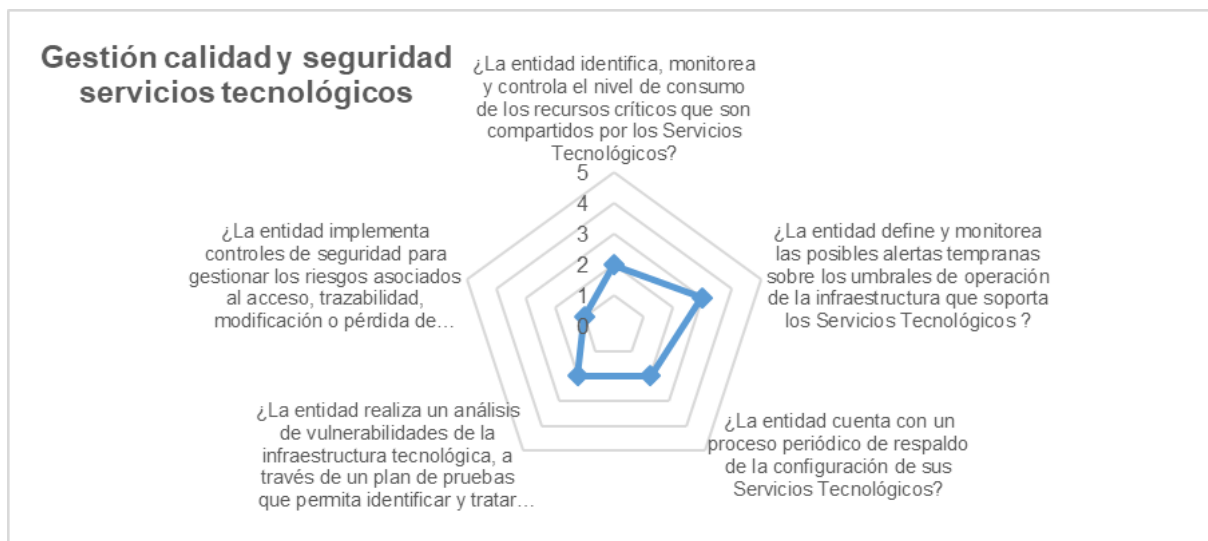 Gestión calidad y seguridad
servicios tecnológicos
¿La entidad identifica, monitorea
y controla el nivel de consumo
de los recursos críticos que son
compartidos por los Servicios
Tecnológicos?
5
4
3
2
1
0
¿La entidad define y monitorea
las posibles alertas tempranas
sobre los umbrales de operación
de la infraestructura que soporta
los Servicios Tecnológicos ?
¿La entidad cuenta con un
proceso periódico de respaldo
de la configuración de sus
Servicios Tecnológicos?
¿La entidad realiza un análisis
de vulnerabilidades de la
infraestructura tecnológica, a
través de un plan de pruebas
que permita identificar y tratar…
¿La entidad implementa
controles de seguridad para
gestionar los riesgos asociados
al acceso, trazabilidad,
modificación o pérdida de…